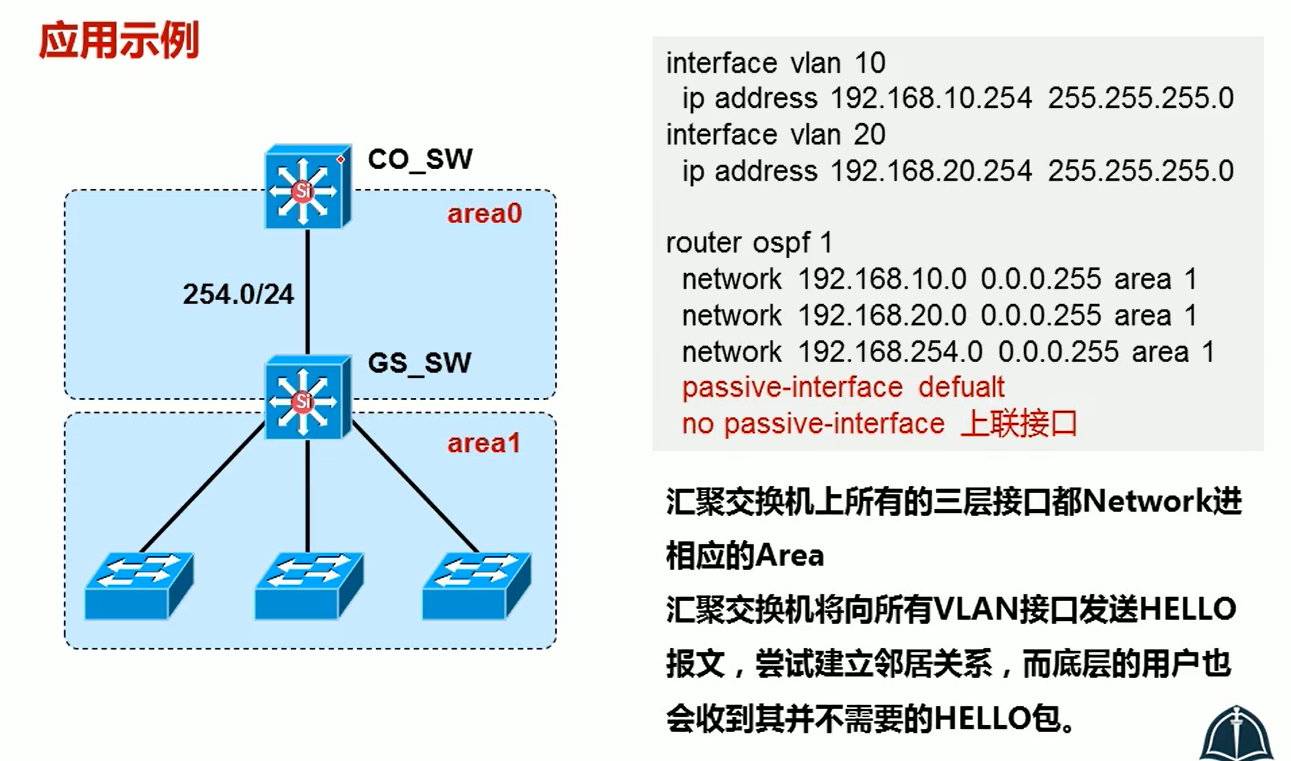 应用示例
CO_SW
area0
254.0/24
GS_SW
area1
interface vlan 10
ip address 192.168.10.254 255.255.255.0
interface vlan 20
ip address 192.168.20.254 255.255.255.0
router ospf 1
network 192.168.10.0 0.0.0.255 area 1
network 192.168.20.0 0.0.0.255 area 1
network 192.168.254.0 0.0.0.255 area 1
passive-interface defualt
no passive-interface 上联接口
汇聚交换机上所有的三层接口都Network进
相应的Area
汇聚交换机将向所有VLAN接口发送HELLO
报文，尝试建立邻居关系，而底层的用户也
会收到其并不需要的HELLO包。
Si
Si